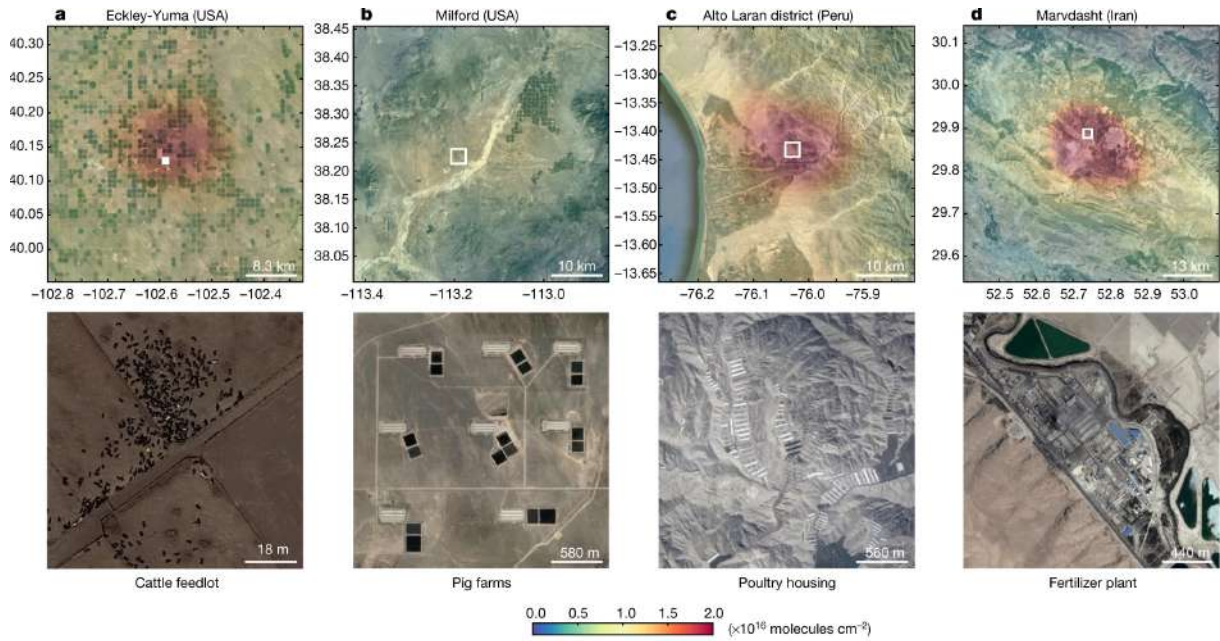 a Eckley-Yuma (USA)
b Milford (USA)
c Alto Laran district (Peru)
d Marvdasht (Iran)
40.30
40.25
40.20
40.15
40.10
40.05
40.00
8.3 km
−102.8 −102.7 −102.6 −102.5 −102.4
38.45
38.40
38.35
38.30
38.25
38.20
38.15
38.10
38.05
10 km
−113.4 −113.2 −113.0
−13.25
−13.30
−13.35
−13.40
−13.45
−13.50
−13.55
−13.60
−13.65
10 km
−76.2 −76.1 −76.0 −75.9
30.1
30.0
29.9
29.8
29.7
29.6
13 km
52.5 52.6 52.7 52.8 52.9 53.0
18 m
580 m
560 m
440 m
Cattle feedlot
Pig farms
Poultry housing
Fertilizer plant
0.0 0.5 1.0 1.5 2.0
(×10¹⁶ molecules cm⁻²)